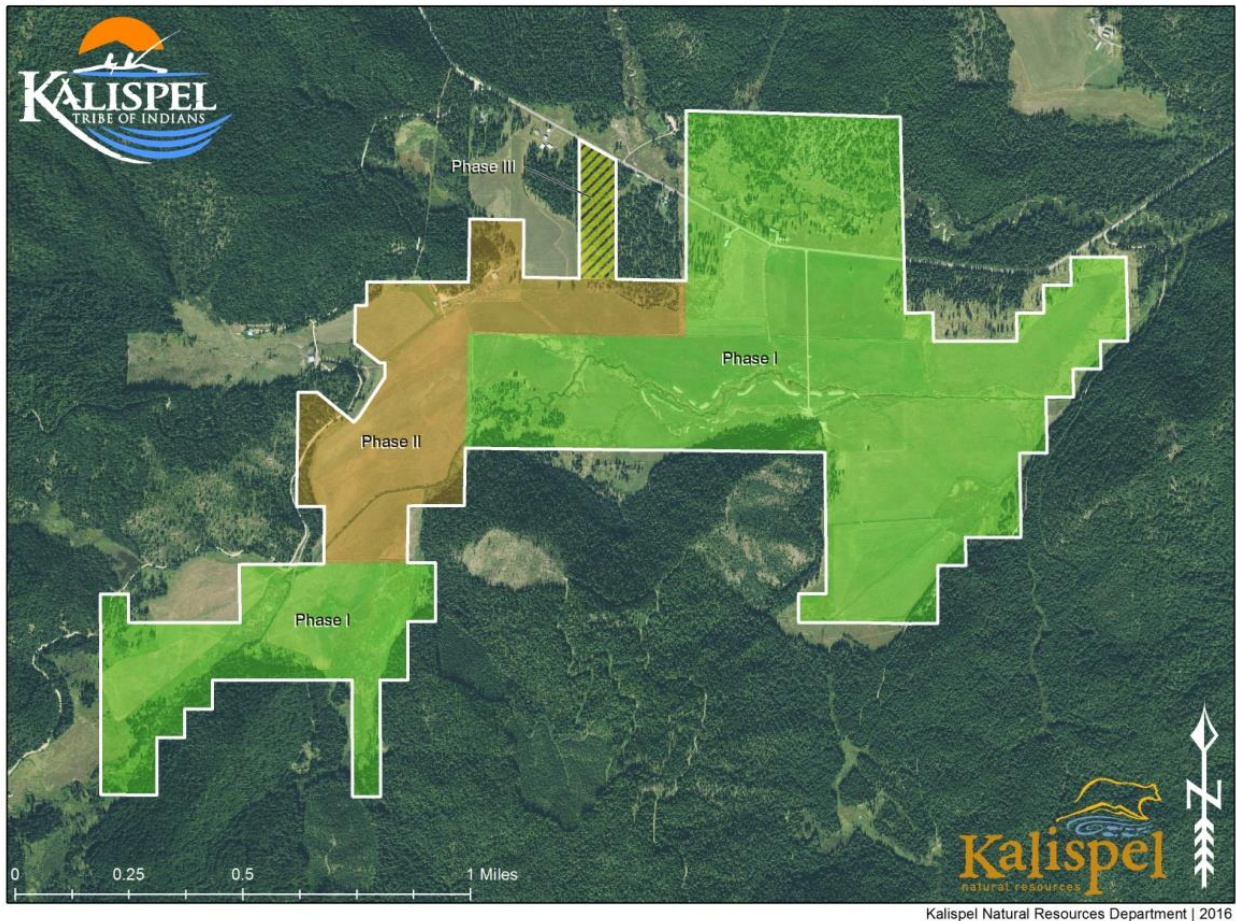 KALISPEL
TRIBE OF INDIANS
Phase III
Phase I
Phase II
Phase I
0 0.25 0.5 1 Miles
N
Kalispel
natural resources
Kalispel Natural Resources Department | 2016